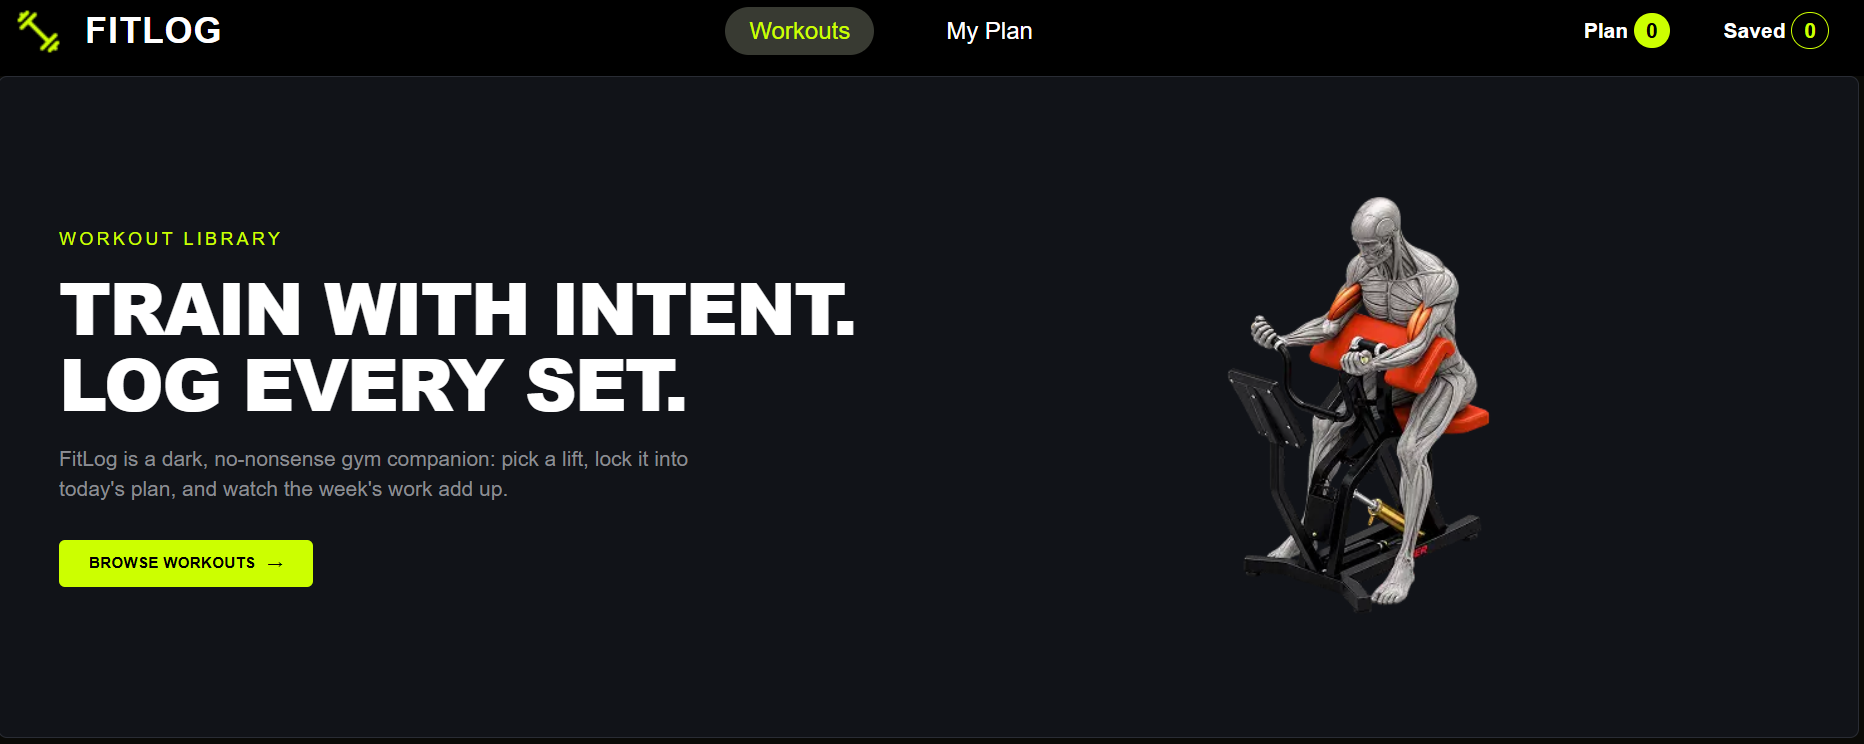 FITLOG
Workouts
My Plan
Plan 0
Saved 0
WORKOUT LIBRARY
TRAIN WITH INTENT.
LOG EVERY SET.
FitLog is a dark, no-nonsense gym companion: pick a lift, lock it into
today's plan, and watch the week's work add up.
BROWSE WORKOUTS →